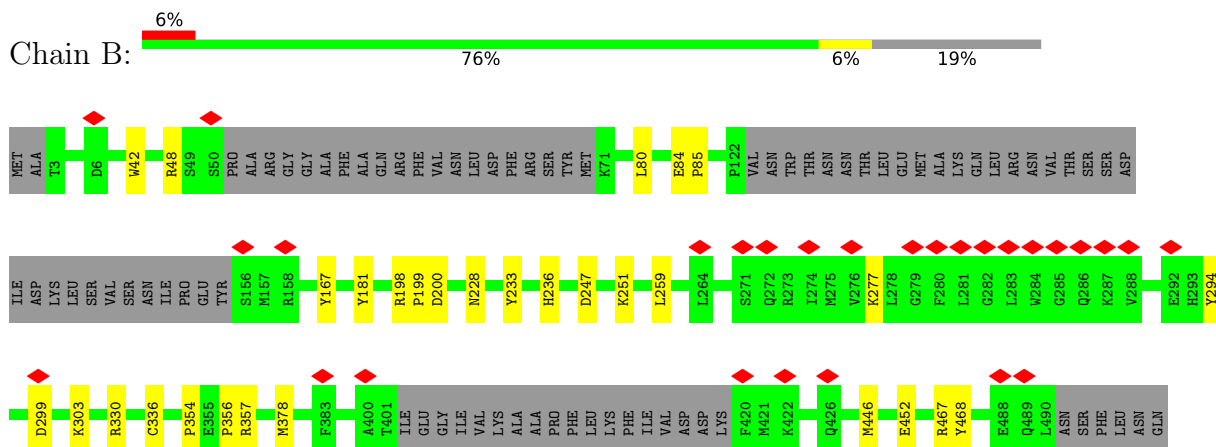 6%
Chain B:
76% 6% 19%
MET ALA T3 D6 W42 R48 S49 S50 PRO ALA ARG GLY GLY ALA PHE ALA GLN ARG PHE VAL ASN LEU ASP PHE ARG SER TYR MET K71 L80 E84 P85 P122 VAL ASN TRP THR ASN ASN THR LEU GLU MET ALA LYS GLN LEU ARG ASN VAL THR SER SER ASP
ILE ASP LYS LEU SER VAL SER ASN ILE PRO GLU TYR S156 M157 R158 Y167 Y181 R198 P199 D200 N228 Y233 H236 D247 K251 L259 L264 S271 Q272 R273 I274 M275 V276 K277 L278 G279 F280 L281 G282 L283 W284 G285 Q286 K287 V288 E292 H293 Y294
D299 K303 R330 C336 P354 E355 P356 R357 M378 F383 A400 T401 ILE GLU GLY ILE VAL LYS ALA ALA PRO PHE LEU LYS PHE ILE VAL ASP ASP LYS F420 M421 K422 Q426 M446 E452 R467 Y468 E488 Q489 L490 ASN SER PHE LEU ASN GLN